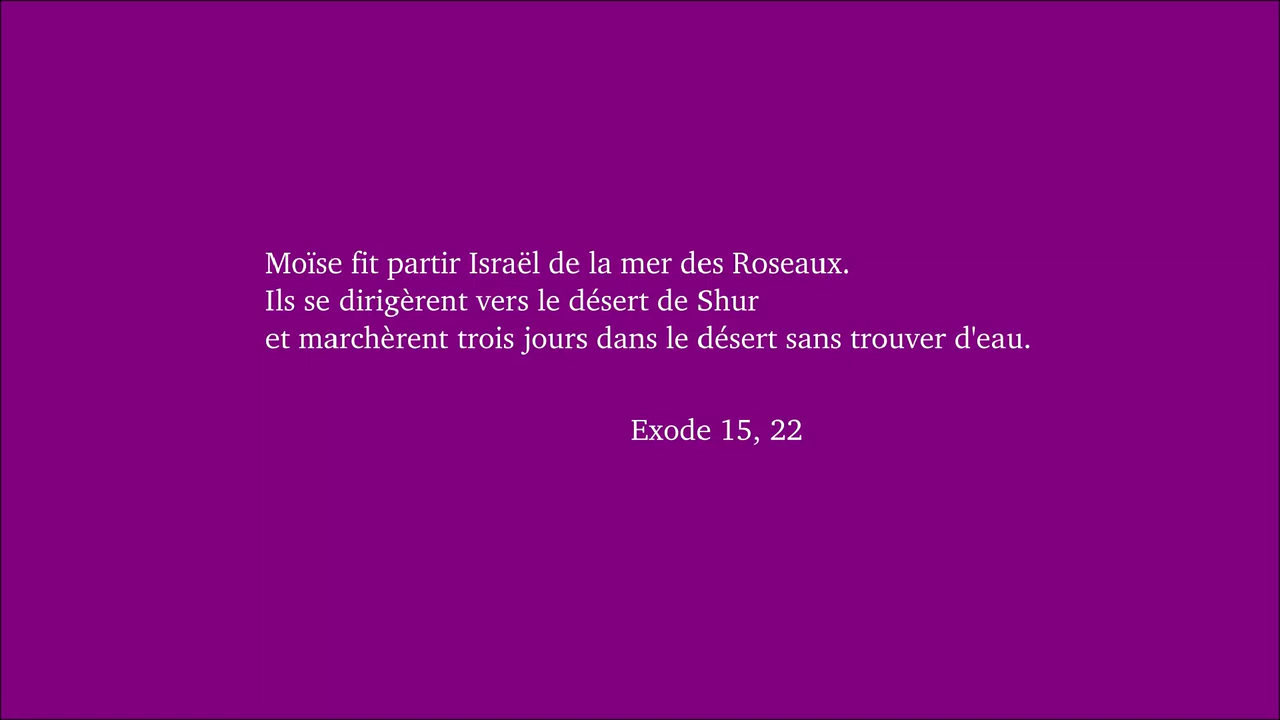 Moïse fit partir Israël de la mer des Roseaux.
Ils se dirigèrent vers le désert de Shur
et marchèrent trois jours dans le désert sans trouver d'eau.
Exode 15, 22